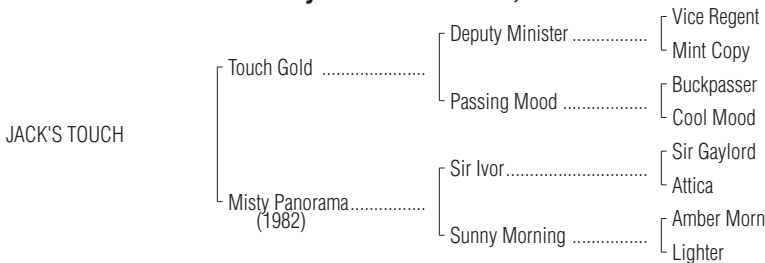 Vice Regent
Deputy Minister ................
Mint Copy
Touch Gold ......................
Buckpasser
Passing Mood ..................
Cool Mood
JACK'S TOUCH
Sir Gaylord
Sir Ivor..............................
Attica
Misty Panorama................
(1982)
Amber Morn
Sunny Morning ................
Lighter